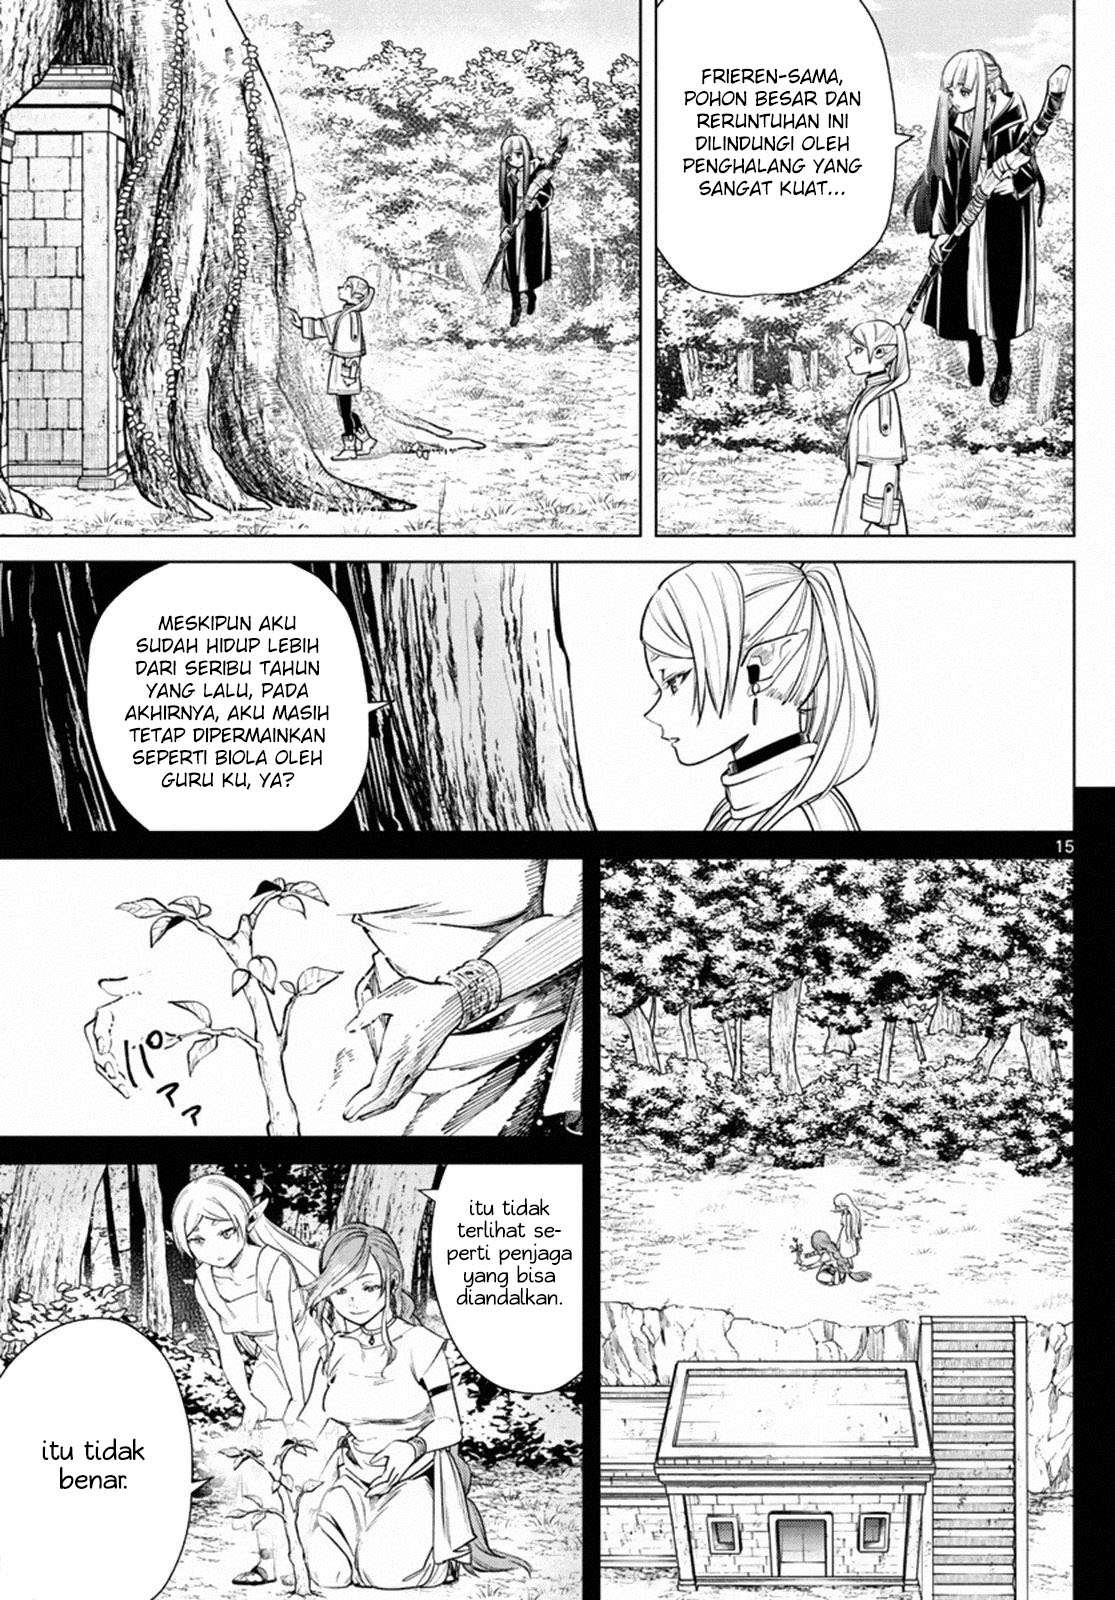 FRIEREN-SAMA,
POHON BESAR DAN
RERUNTUHAN INI
DILINDUNGI OLEH
PENGHALANG YANG
SANGAT KUAT...
MESKIPUN AKU
SUDAH HIDUP LEBIH
DARI SERIBU TAHUN
YANG LALU, PADA
AKHIRNYA, AKU MASIH
TETAP DIPERMAINKAN
SEPERTI BIOLA OLEH
GURU KU, YA?
15
パァァ
itu tidak
terlihat se-
perti penjaga
yang bisa
diandalkan.
itu tidak
benar.